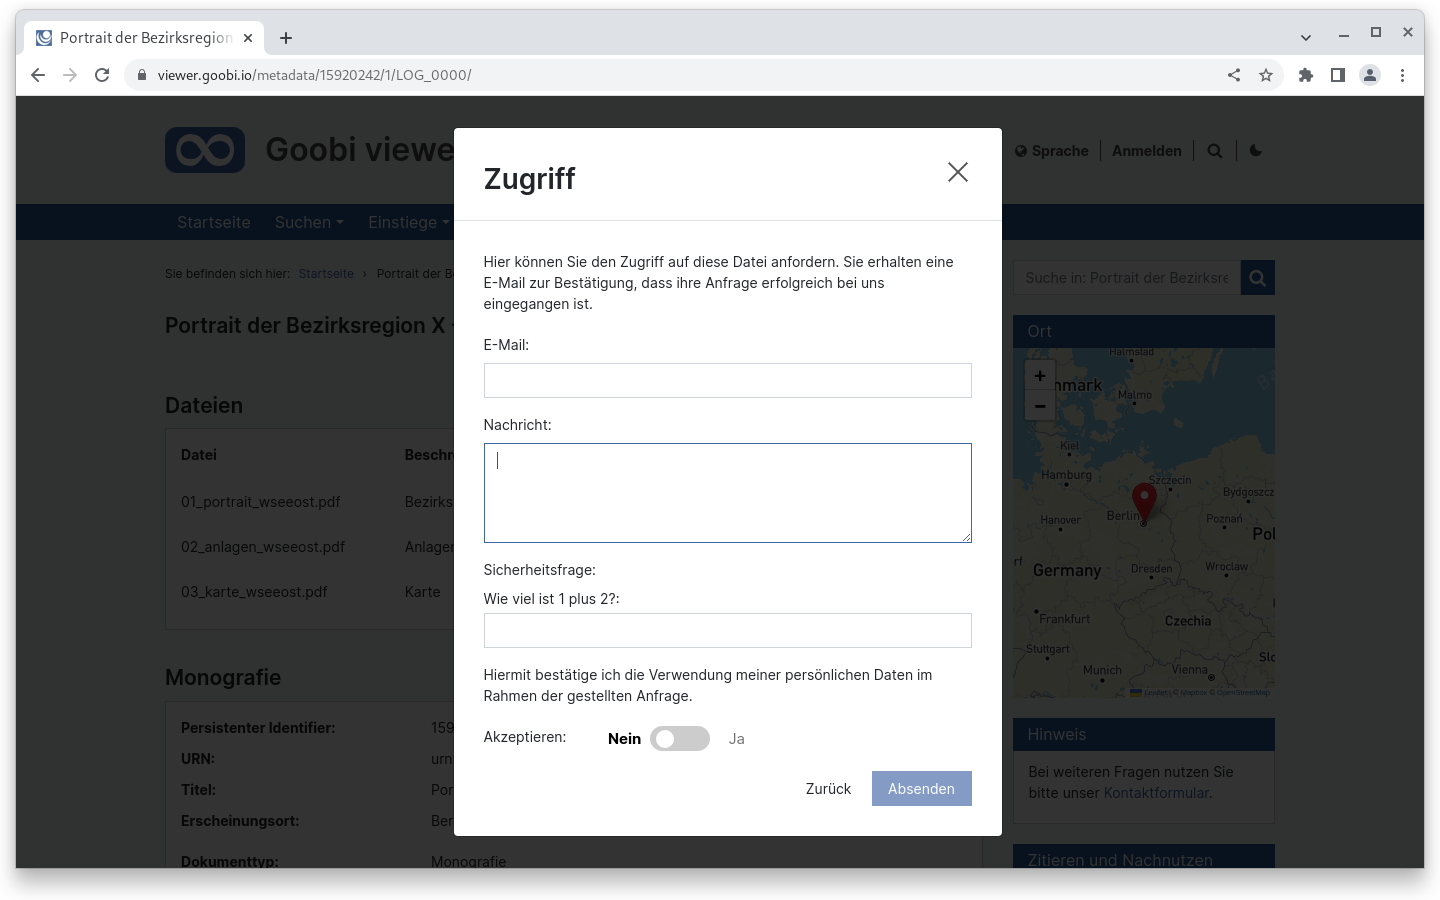 Portrait der Bezirksregion
viewer.goobi.io/metadata/15920242/1/LOG_0000/
Goobi viewe
Sprache
Anmelden
Startseite
Suchen
Einstiege
Sie befinden sich hier: Startseite › Portrait der B
Portrait der Bezirksregion X
Dateien
Datei
Beschr
01_portrait_wseeost.pdf
Bezirks
02_anlagen_wseeost.pdf
Anlagen
03_karte_wseeost.pdf
Karte
Monografie
Persistenter Identifier:
159
URN:
urn
Titel:
Por
Erscheinungsort:
Ber
Dokumenttyp:
Monografie
Zugriff
Hier können Sie den Zugriff auf diese Datei anfordern. Sie erhalten eine
E-Mail zur Bestätigung, dass ihre Anfrage erfolgreich bei uns
eingegangen ist.
E-Mail:
Nachricht:
Sicherheitsfrage:
Wie viel ist 1 plus 2?:
Hiermit bestätige ich die Verwendung meiner persönlichen Daten im
Rahmen der gestellten Anfrage.
Akzeptieren:
Nein
Ja
Zurück
Absenden
Suche in: Portrait der Bezirksre
Ort
+
−
Halmstad
nmark
Malmo
Kiel
Hamburg
Szczecin
Bydgoszcz
Hanover
Berlin
Poznań
Pol
rf
Germany
Dresden
Wroclaw
Frankfurt
Czechia
Stuttgart
Munich
Vienna
Slo
Leaflet | © Mapbox © OpenStreetMap
Hinweis
Bei weiteren Fragen nutzen Sie
bitte unser Kontaktformular.
Zitieren und Nachnutzen